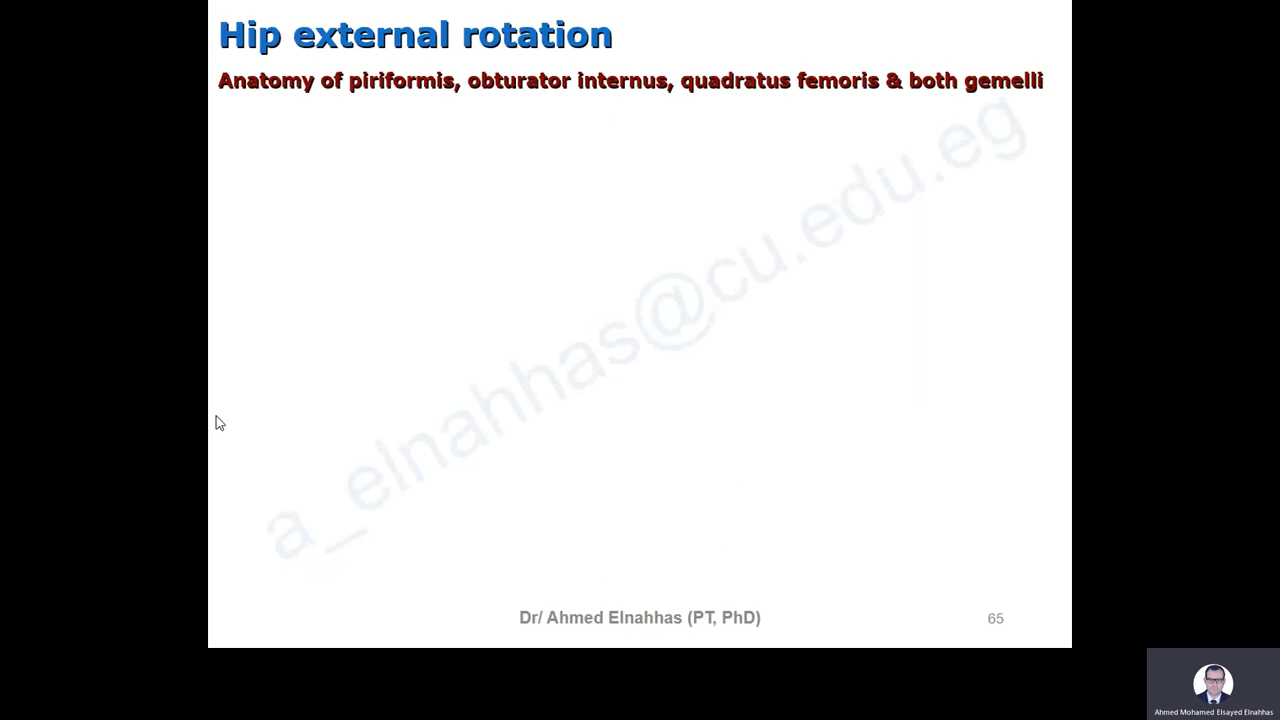 Hip external rotation
Anatomy of piriformis, obturator internus, quadratus femoris & both gemelli
a_elnahhas@cu.edu.eg
Dr/ Ahmed Elnahhas (PT, PhD)
65
Ahmed Mohamed Elsayed Elnahhas